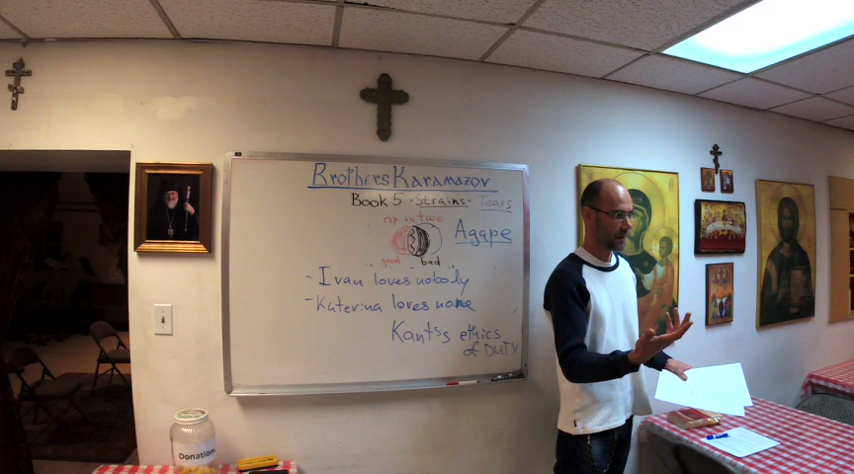 Brothers Karamazov
Book 5 - Strains - Tears
rip in two
Agape
good bad
- Ivan loves nobody
- Katerina loves none
Kant's ethics
of DUTY
Donations